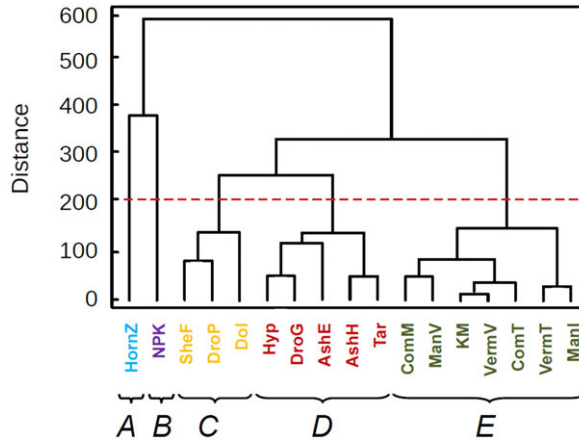 600
500
400
300
200
100
0
Distance
HornZ
NPK
SheF
DroP
Dol
Hyp
DroG
AshE
AshH
Tar
ComM
ManV
KM
VermV
ComT
VermT
ManI
A B C D E